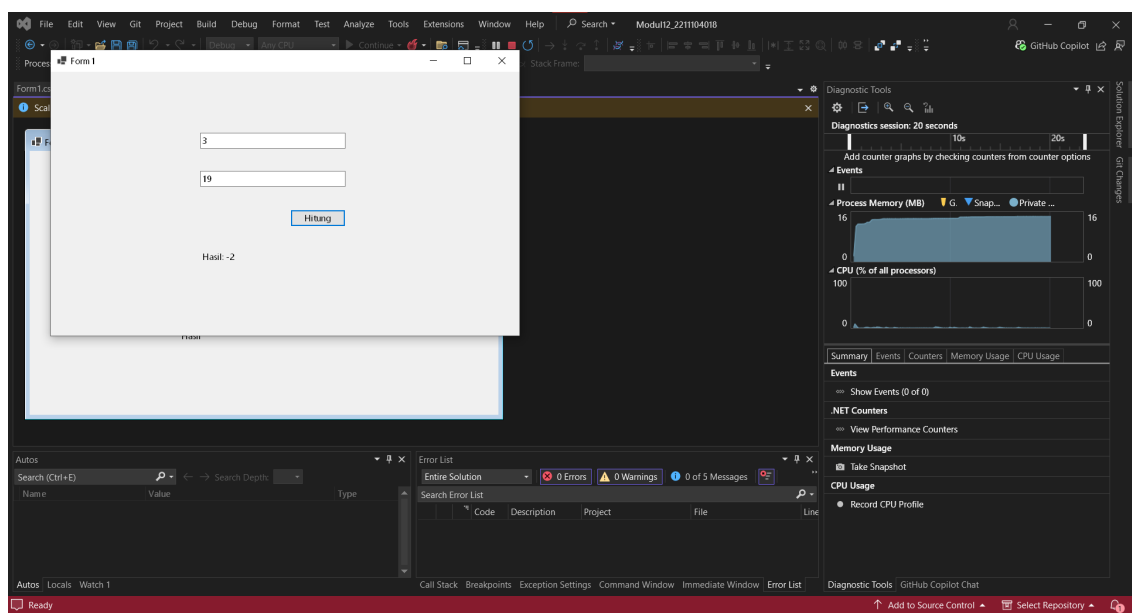 File Edit View Git Project Build Debug Format Test Analyze Tools Extensions Window Help Search Modul12_2211104018
Debug Any CPU Continue GitHub Copilot
Proces Form1 Stack Frame:
Form1.cs
Scal
Fo
3
19
Hitung
Hasil: -2
Hasil
Diagnostic Tools
Diagnostics session: 20 seconds
10s 20s
Add counter graphs by checking counters from counter options
Events
Process Memory (MB) G. Snap... Private ...
16 16
0 0
CPU (% of all processors)
100 100
0 0
Summary Events Counters Memory Usage CPU Usage
Events
Show Events (0 of 0)
.NET Counters
View Performance Counters
Memory Usage
Take Snapshot
CPU Usage
Record CPU Profile
Solution Explorer
Git Changes
Autos
Search (Ctrl+E) Search Depth:
Name Value Type
Autos Locals Watch 1
Error List
Entire Solution 0 Errors 0 Warnings 0 of 5 Messages
Search Error List
Code Description Project File Line
Call Stack Breakpoints Exception Settings Command Window Immediate Window Error List
Diagnostic Tools GitHub Copilot Chat
Ready Add to Source Control Select Repository